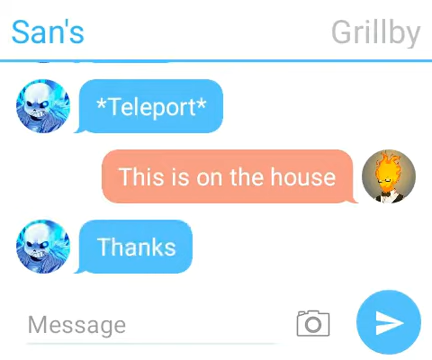 San's
Grillby
*Teleport*
This is on the house
Thanks
Message